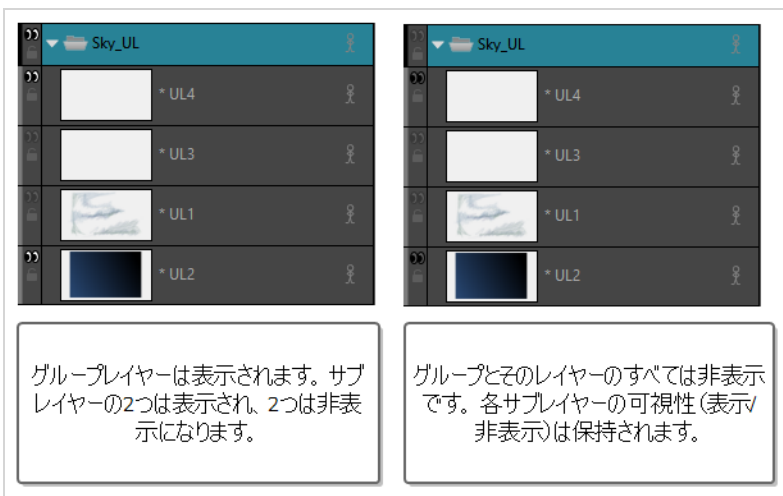 Sky_UL
* UL4
* UL3
* UL1
* UL2
グループレイヤーは表示されます。サブ
レイヤーの2つは表示され、2つは非表
示になります。
Sky_UL
* UL4
* UL3
* UL1
* UL2
グループとそのレイヤーのすべては非表示
です。各サブレイヤーの可視性（表示/
非表示）は保持されます。